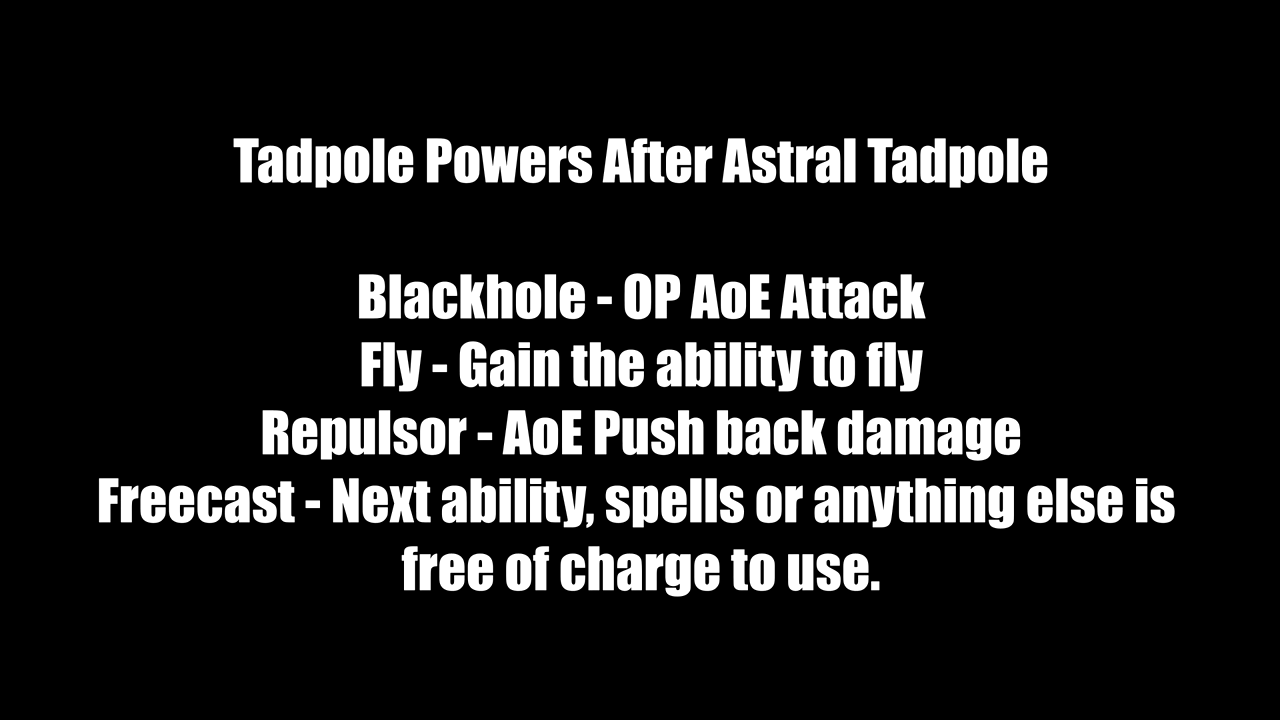 Tadpole Powers After Astral Tadpole
Blackhole - OP AoE Attack
Fly - Gain the ability to fly
Repulsor - AoE Push back damage
Freecast - Next ability, spells or anything else is
free of charge to use.